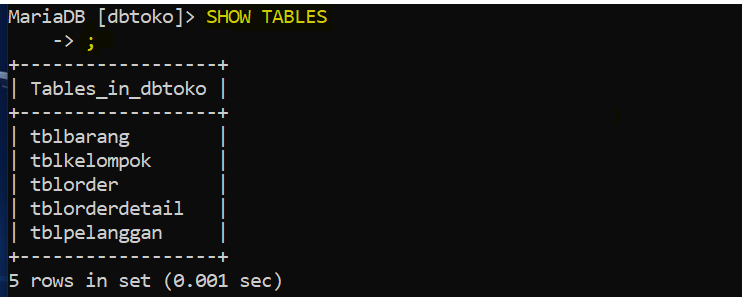 MariaDB [dbtoko]> SHOW TABLES
    -> ;
+------------------+
| Tables_in_dbtoko |
+------------------+
| tblbarang        |
| tblkelompok      |
| tblorder         |
| tblorderdetail   |
| tblpelanggan     |
+------------------+
5 rows in set (0.001 sec)